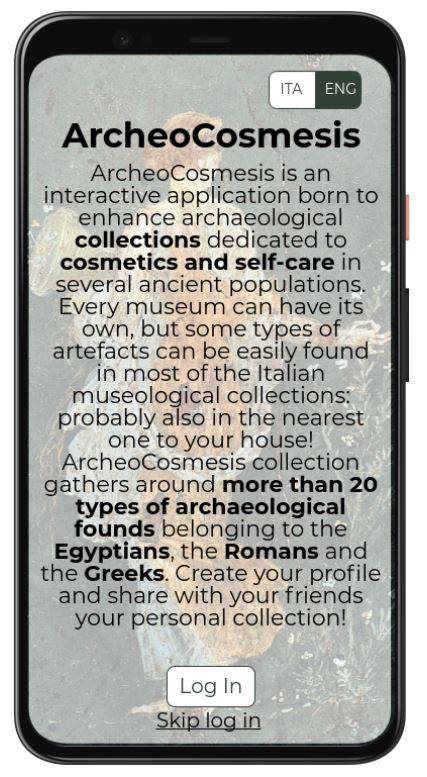 ITA ENG
ArcheoCosmesis
ArcheoCosmesis is an
interactive application born to
enhance archaeological
collections dedicated to
cosmetics and self-care in
several ancient populations.
Every museum can have its
own, but some types of
artefacts can be easily found
in most of the Italian
museological collections:
probably also in the nearest
one to your house!
ArcheoCosmesis collection
gathers around more than 20
types of archaeological
founds belonging to the
Egyptians, the Romans and
the Greeks. Create your profile
and share with your friends
your personal collection!
Log In
Skip log in